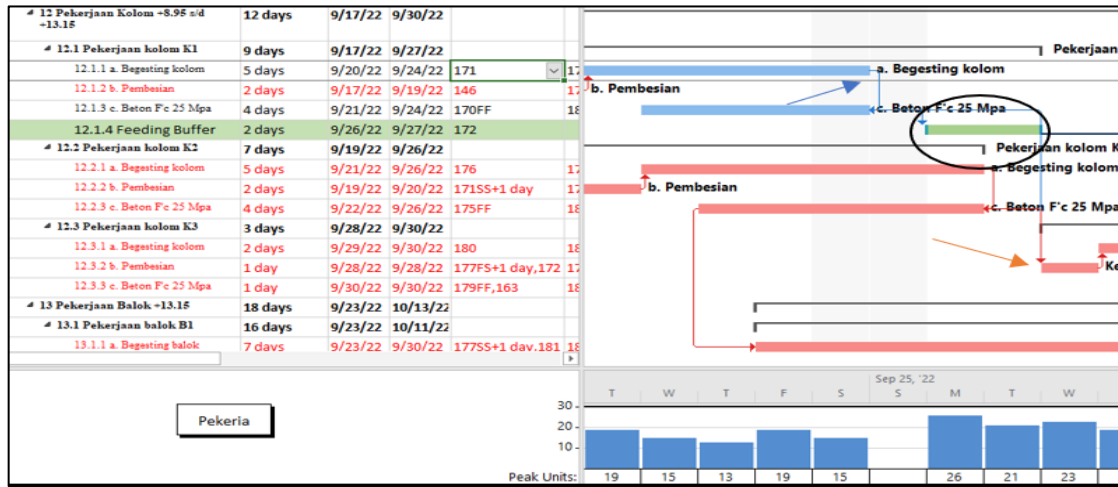 12 Pekerjaan Kolom +8.95 s/d +13.15 12 days 9/17/22 9/30/22
12.1 Pekerjaan kolom K1 9 days 9/17/22 9/27/22
12.1.1 a. Begesting kolom 5 days 9/20/22 9/24/22 171
12.1.2 b. Pembesian 2 days 9/17/22 9/19/22 146
12.1.3 c. Beton F'c 25 Mpa 4 days 9/21/22 9/24/22 170FF
12.1.4 Feeding Buffer 2 days 9/26/22 9/27/22 172
12.2 Pekerjaan kolom K2 7 days 9/19/22 9/26/22
12.2.1 a. Begesting kolom 5 days 9/21/22 9/26/22 176
12.2.2 b. Pembesian 2 days 9/19/22 9/20/22 171SS+1 day
12.2.3 c. Beton F'c 25 Mpa 4 days 9/22/22 9/26/22 175FF
12.3 Pekerjaan kolom K3 3 days 9/28/22 9/30/22
12.3.1 a. Begesting kolom 2 days 9/29/22 9/30/22 180
12.3.2 b. Pembesian 1 day 9/28/22 9/28/22 177FS+1 day,172
12.3.3 c. Beton F'c 25 Mpa 1 day 9/30/22 9/30/22 179FF,163
13 Pekerjaan Balok +13.15 18 days 9/23/22 10/13/22
13.1 Pekerjaan balok B1 16 days 9/23/22 10/11/22
13.1.1 a. Begesting balok 7 days 9/23/22 9/30/22 177SS+1 day,181
Pekerjaan
a. Begesting kolom
b. Pembesian
c. Beton F'c 25 Mpa
Pekerjaan kolom K
a. Begesting kolom
b. Pembesian
c. Beton F'c 25 Mpa
Ke
Sep 25, '22
T W T F S S M T W
Pekerja
30
20
10
Peak Units: 19 15 13 19 15 26 21 23